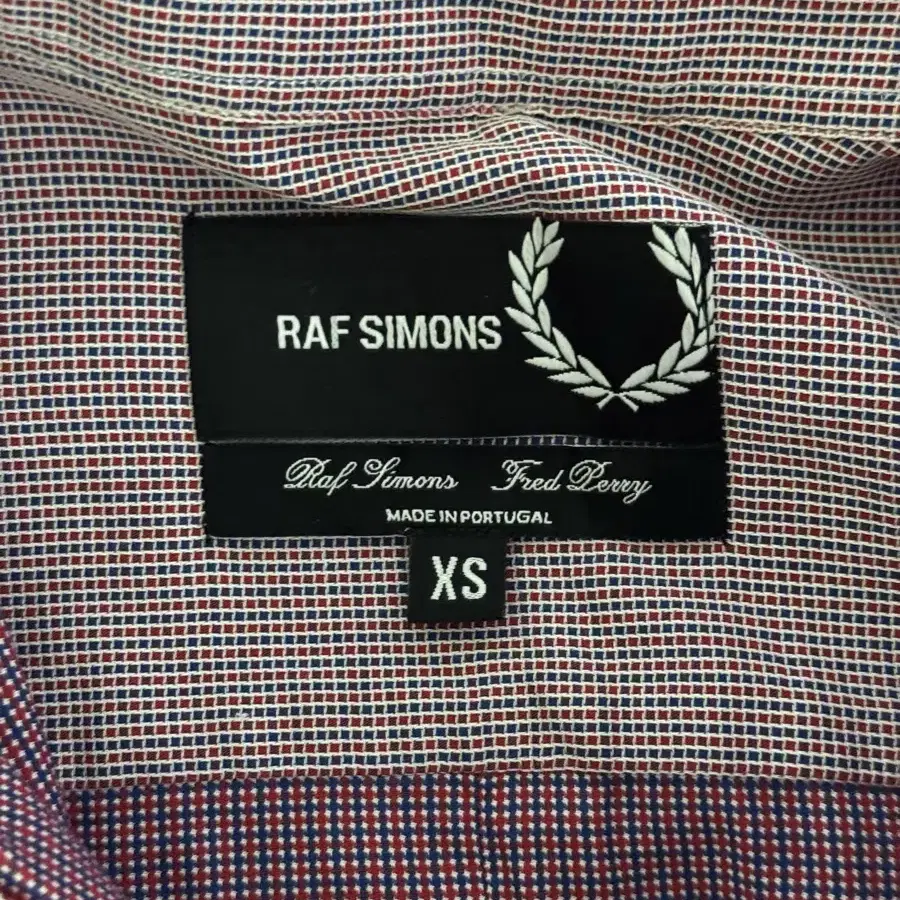 RAF SIMONS
Raf Simons Fred Perry
MADE IN PORTUGAL
XS